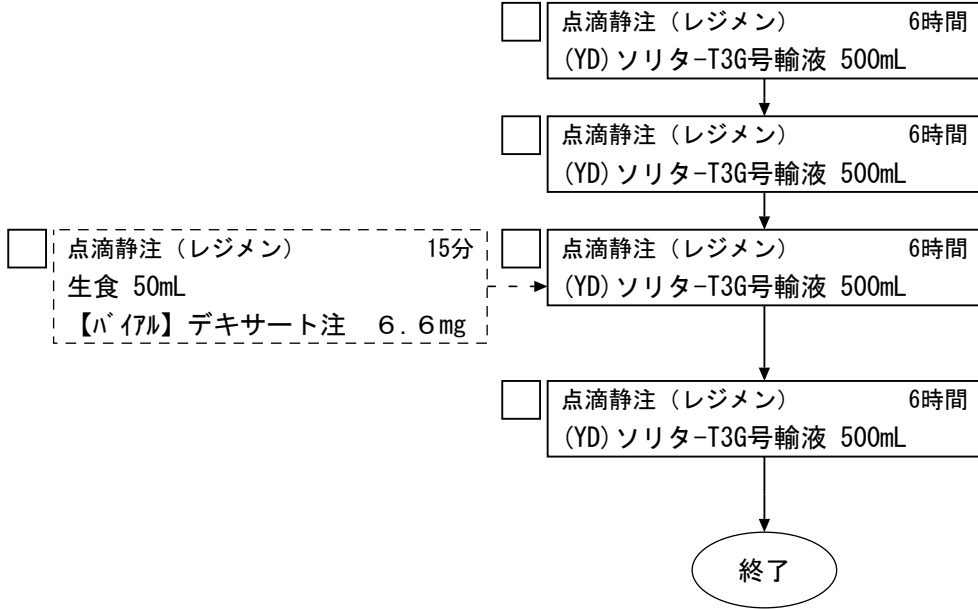 点滴静注（レジメン） 6時間
(YD)ソリタ-T3G号輸液 500mL
点滴静注（レジメン） 6時間
(YD)ソリタ-T3G号輸液 500mL
点滴静注（レジメン） 15分
生食 50mL
【ﾊﾞｲｱﾙ】デキサート注　６.６mg
点滴静注（レジメン） 6時間
(YD)ソリタ-T3G号輸液 500mL
点滴静注（レジメン） 6時間
(YD)ソリタ-T3G号輸液 500mL
終了